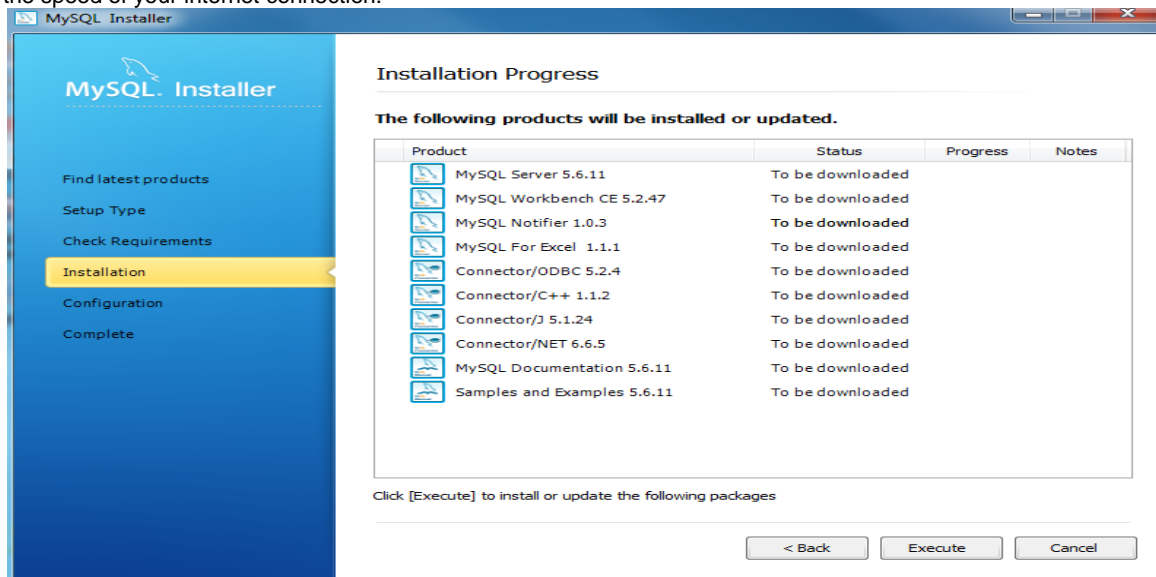 the speed of your internet connection.
MySQL Installer
MySQL. Installer
Find latest products
Setup Type
Check Requirements
Installation
Configuration
Complete
Installation Progress
The following products will be installed or updated.
Product Status Progress Notes
MySQL Server 5.6.11 To be downloaded
MySQL Workbench CE 5.2.47 To be downloaded
MySQL Notifier 1.0.3 To be downloaded
MySQL For Excel 1.1.1 To be downloaded
Connector/ODBC 5.2.4 To be downloaded
Connector/C++ 1.1.2 To be downloaded
Connector/J 5.1.24 To be downloaded
Connector/NET 6.6.5 To be downloaded
MySQL Documentation 5.6.11 To be downloaded
Samples and Examples 5.6.11 To be downloaded
Click [Execute] to install or update the following packages
< Back Execute Cancel